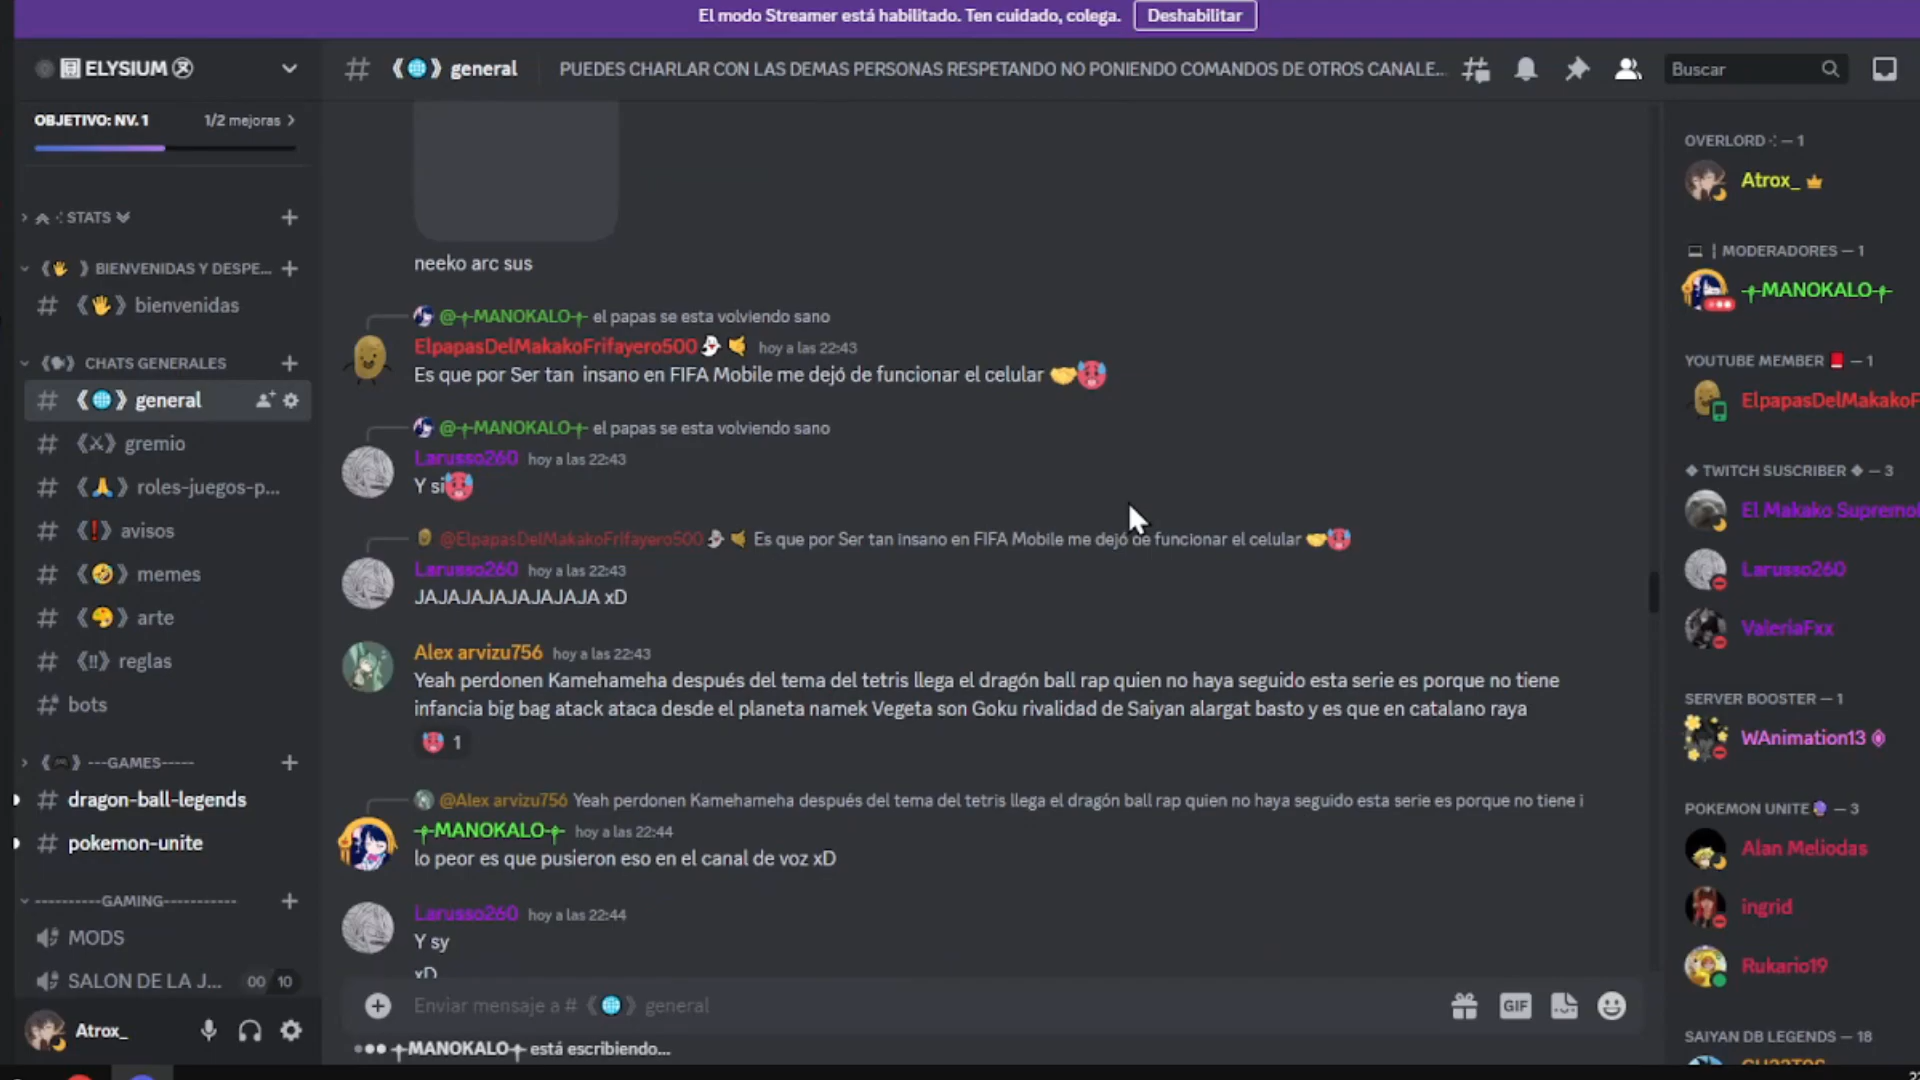 El modo Streamer está habilitado. Ten cuidado, colega. Deshabilitar
ELYSIUM
OBJETIVO: NV. 1 1/2 mejoras
STATS
BIENVENIDAS Y DESPE...
bienvenidas
CHATS GENERALES
general
gremio
roles-juegos-p...
avisos
memes
arte
reglas
bots
---GAMES-----
dragon-ball-legends
pokemon-unite
----------GAMING-----------
MODS
SALON DE LA J... 00 10
Atrox_
# 《🌐》 general PUEDES CHARLAR CON LAS DEMAS PERSONAS RESPETANDO NO PONIENDO COMANDOS DE OTROS CANALE... Buscar
neeko arc sus
@-MANOKALO- el papas se esta volviendo sano
ElpapasDelMakakoFrifayero500 hoy a las 22:43
Es que por Ser tan insano en FIFA Mobile me dejó de funcionar el celular 🤝🥵
@-MANOKALO- el papas se esta volviendo sano
Larusso260 hoy a las 22:43
Y si🥵
@ElpapasDelMakakoFrifayero500 Es que por Ser tan insano en FIFA Mobile me dejó de funcionar el celular 🤝🥵
Larusso260 hoy a las 22:43
JAJAJAJAJAJAJAJA xD
Alex arvizu756 hoy a las 22:43
Yeah perdonen Kamehameha después del tema del tetris llega el dragón ball rap quien no haya seguido esta serie es porque no tiene
infancia big bag atack ataca desde el planeta namek Vegeta son Goku rivalidad de Saiyan alargat basto y es que en catalano raya
🥵 1
@Alex arvizu756 Yeah perdonen Kamehameha después del tema del tetris llega el dragón ball rap quien no haya seguido esta serie es porque no tiene i
-MANOKALO- hoy a las 22:44
lo peor es que pusieron eso en el canal de voz xD
Larusso260 hoy a las 22:44
Y sy
xD
Enviar mensaje a # 《🌐》 general
GIF
-MANOKALO- está escribiendo...
OVERLORD — 1
Atrox_
| MODERADORES — 1
-MANOKALO-
YOUTUBE MEMBER — 1
ElpapasDelMakakoF
◆ TWITCH SUSCRIBER ◆ — 3
El Makako Supremo
Larusso260
ValeriaFxx
SERVER BOOSTER — 1
WAnimation13
POKEMON UNITE — 3
Alan Meliodas
ingrid
Rukario19
SAIYAN DB LEGENDS — 18